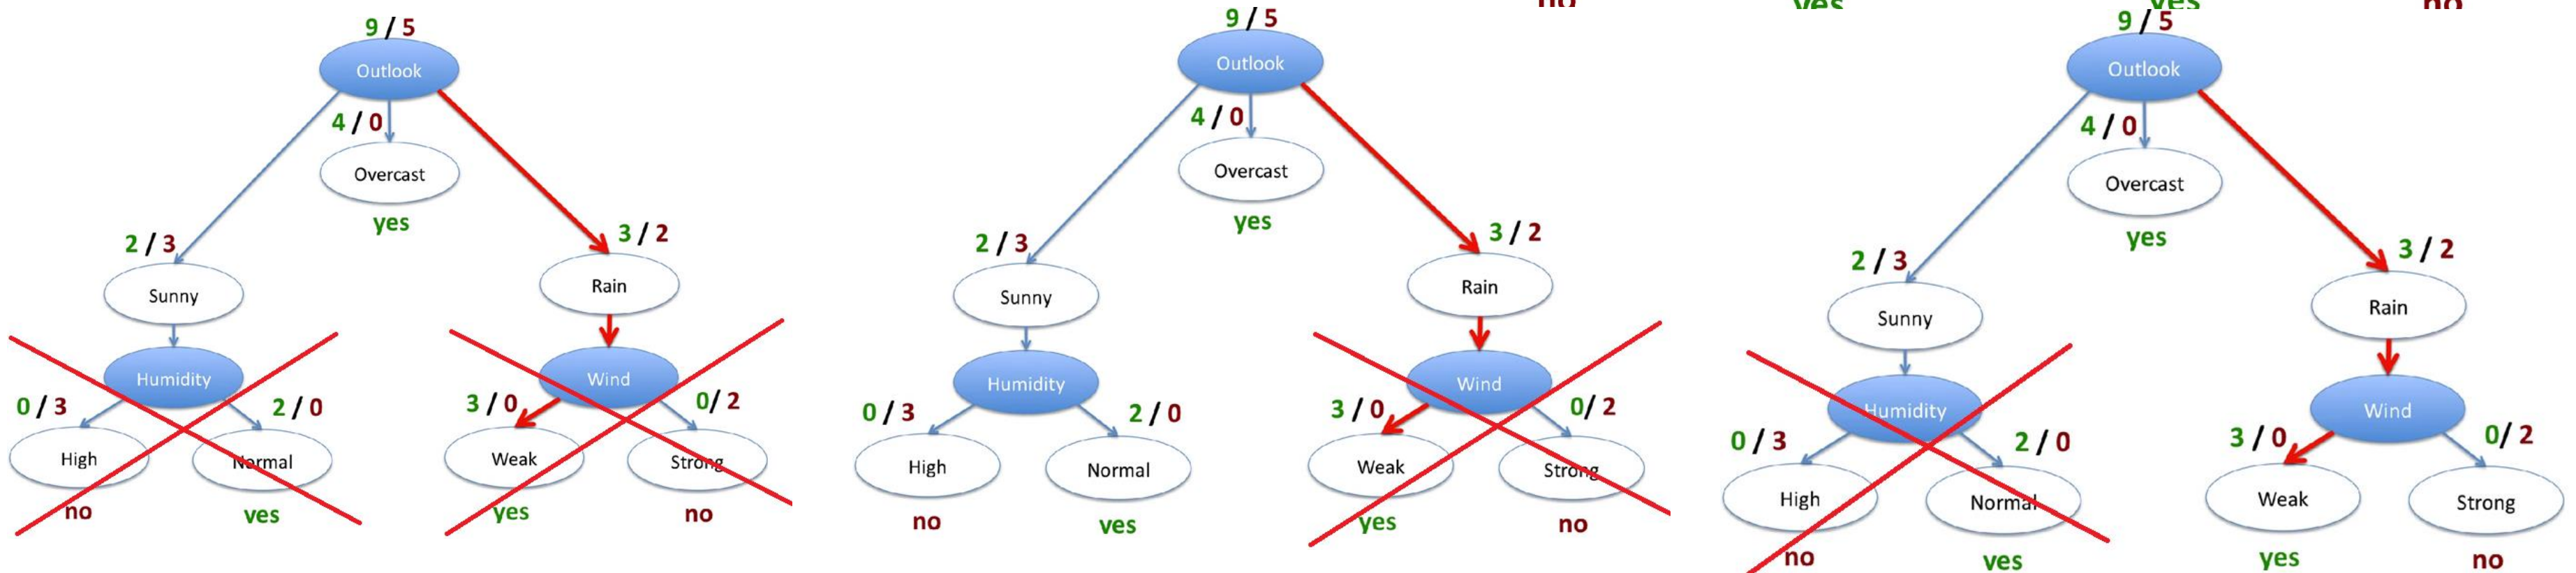 9 / 5
Outlook
4 / 0
Overcast
yes
2 / 3
3 / 2
Sunny
Rain
Humidity
Wind
0 / 3
2 / 0
3 / 0
0/ 2
High
Normal
Weak
Strong
no
ves
yes
no
9 / 5
Outlook
4 / 0
Overcast
yes
2 / 3
3 / 2
Sunny
Rain
Humidity
Wind
0 / 3
2 / 0
3 / 0
0/ 2
High
Normal
Weak
Strong
no
ves
yes
no
9 / 5
Outlook
4 / 0
Overcast
yes
2 / 3
3 / 2
Sunny
Rain
Humidity
Wind
0 / 3
2 / 0
3 / 0
0/ 2
High
Normal
Weak
Strong
no
ves
yes
no